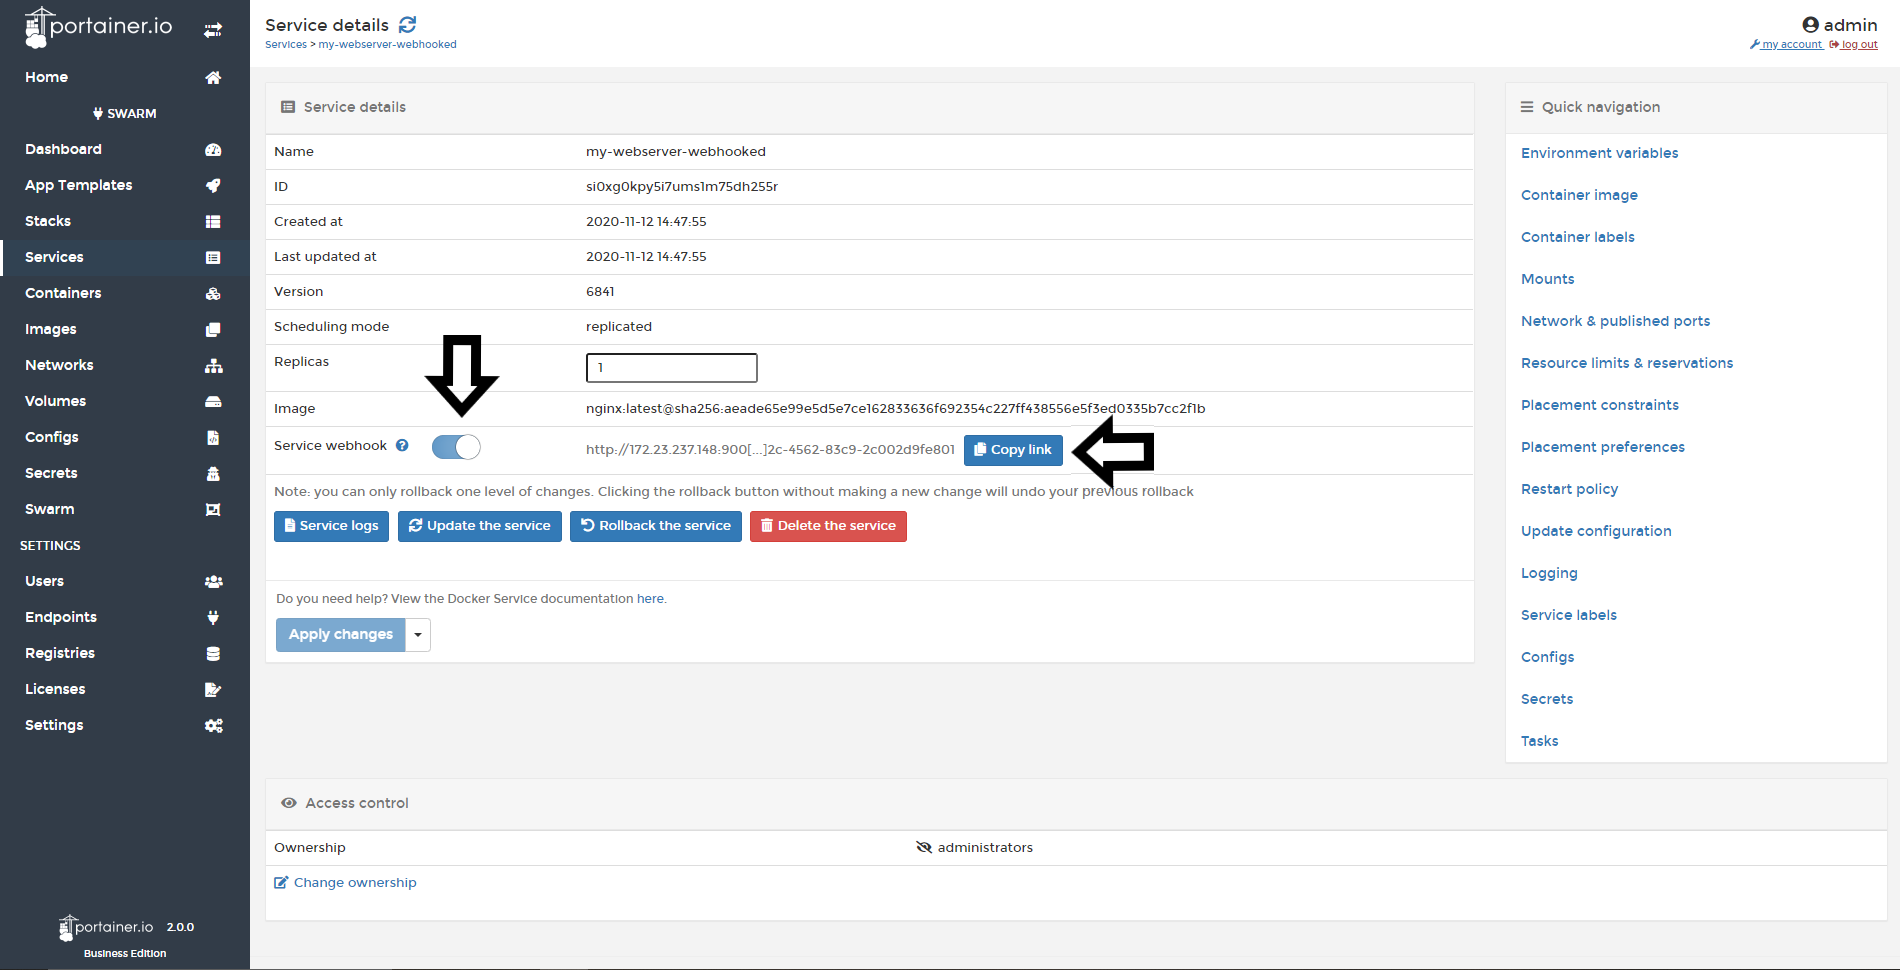 portainer.io
Home
SWARM
Dashboard
App Templates
Stacks
Services
Containers
Images
Networks
Volumes
Configs
Secrets
Swarm
SETTINGS
Users
Endpoints
Registries
Licenses
Settings
portainer.io 2.0.0
Business Edition
Service details
Services > my-webserver-webhooked
admin
my account log out
Service details
Name my-webserver-webhooked
ID si0xg0kpy5i7ums1m75dh255r
Created at 2020-11-12 14:47:55
Last updated at 2020-11-12 14:47:55
Version 6841
Scheduling mode replicated
Replicas 1
Image nginx:latest@sha256:aeade65e99e5d5e7ce162833636f692354c227ff438556e5f3ed0335b7cc2f1b
Service webhook http://172.23.237.148:900[...]2c-4562-83c9-2c002d9fe801 Copy link
Note: you can only rollback one level of changes. Clicking the rollback button without making a new change will undo your previous rollback
Service logs Update the service Rollback the service Delete the service
Do you need help? View the Docker Service documentation here.
Apply changes
Quick navigation
Environment variables
Container image
Container labels
Mounts
Network & published ports
Resource limits & reservations
Placement constraints
Placement preferences
Restart policy
Update configuration
Logging
Service labels
Configs
Secrets
Tasks
Access control
Ownership administrators
Change ownership